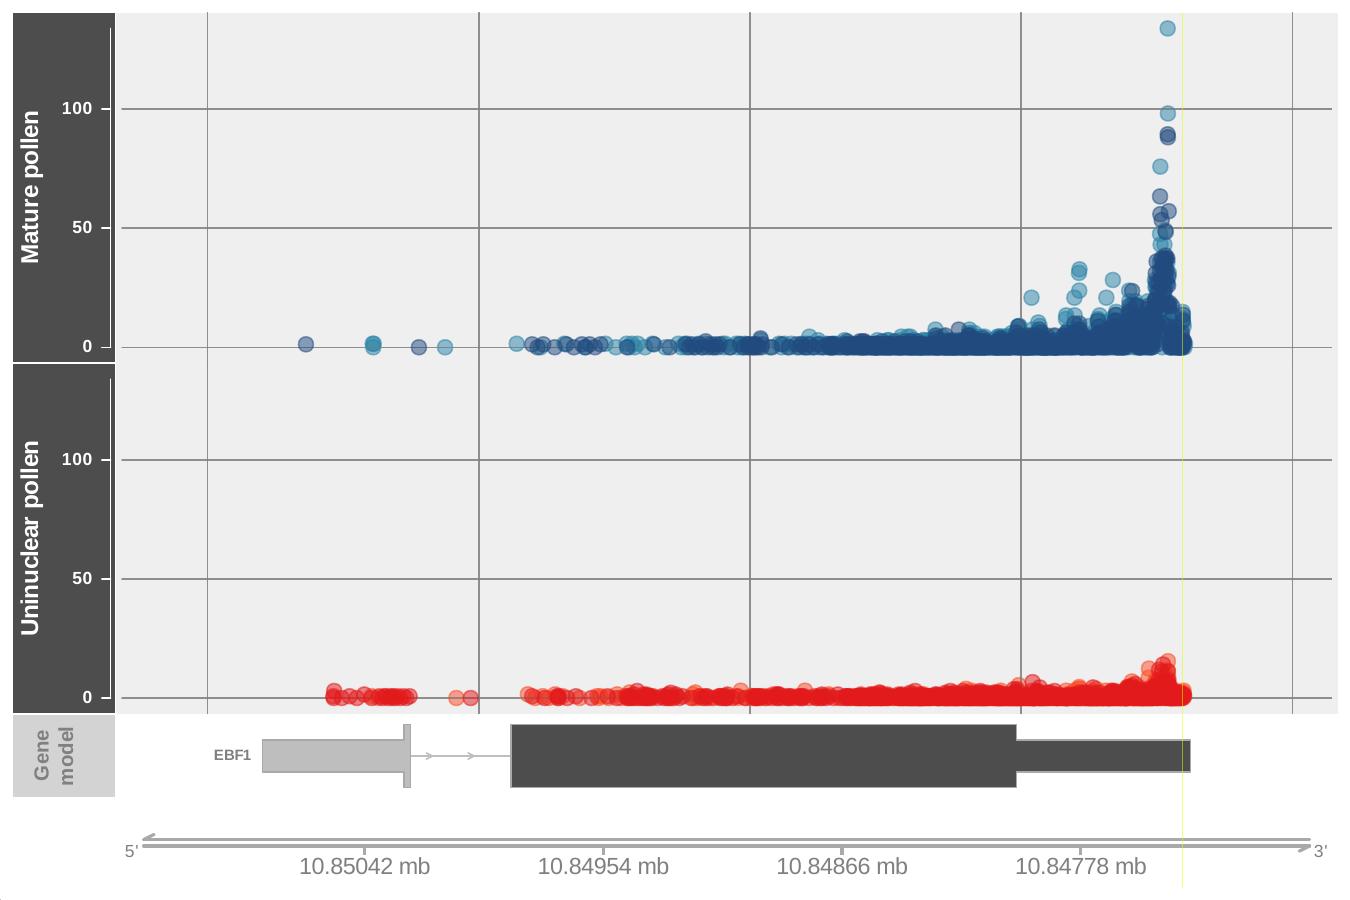 Mature pollen
100
50
0
Uninuclear pollen
100
50
0
Gene
model
EBF1
5'
3'
10.85042 mb
10.84954 mb
10.84866 mb
10.84778 mb